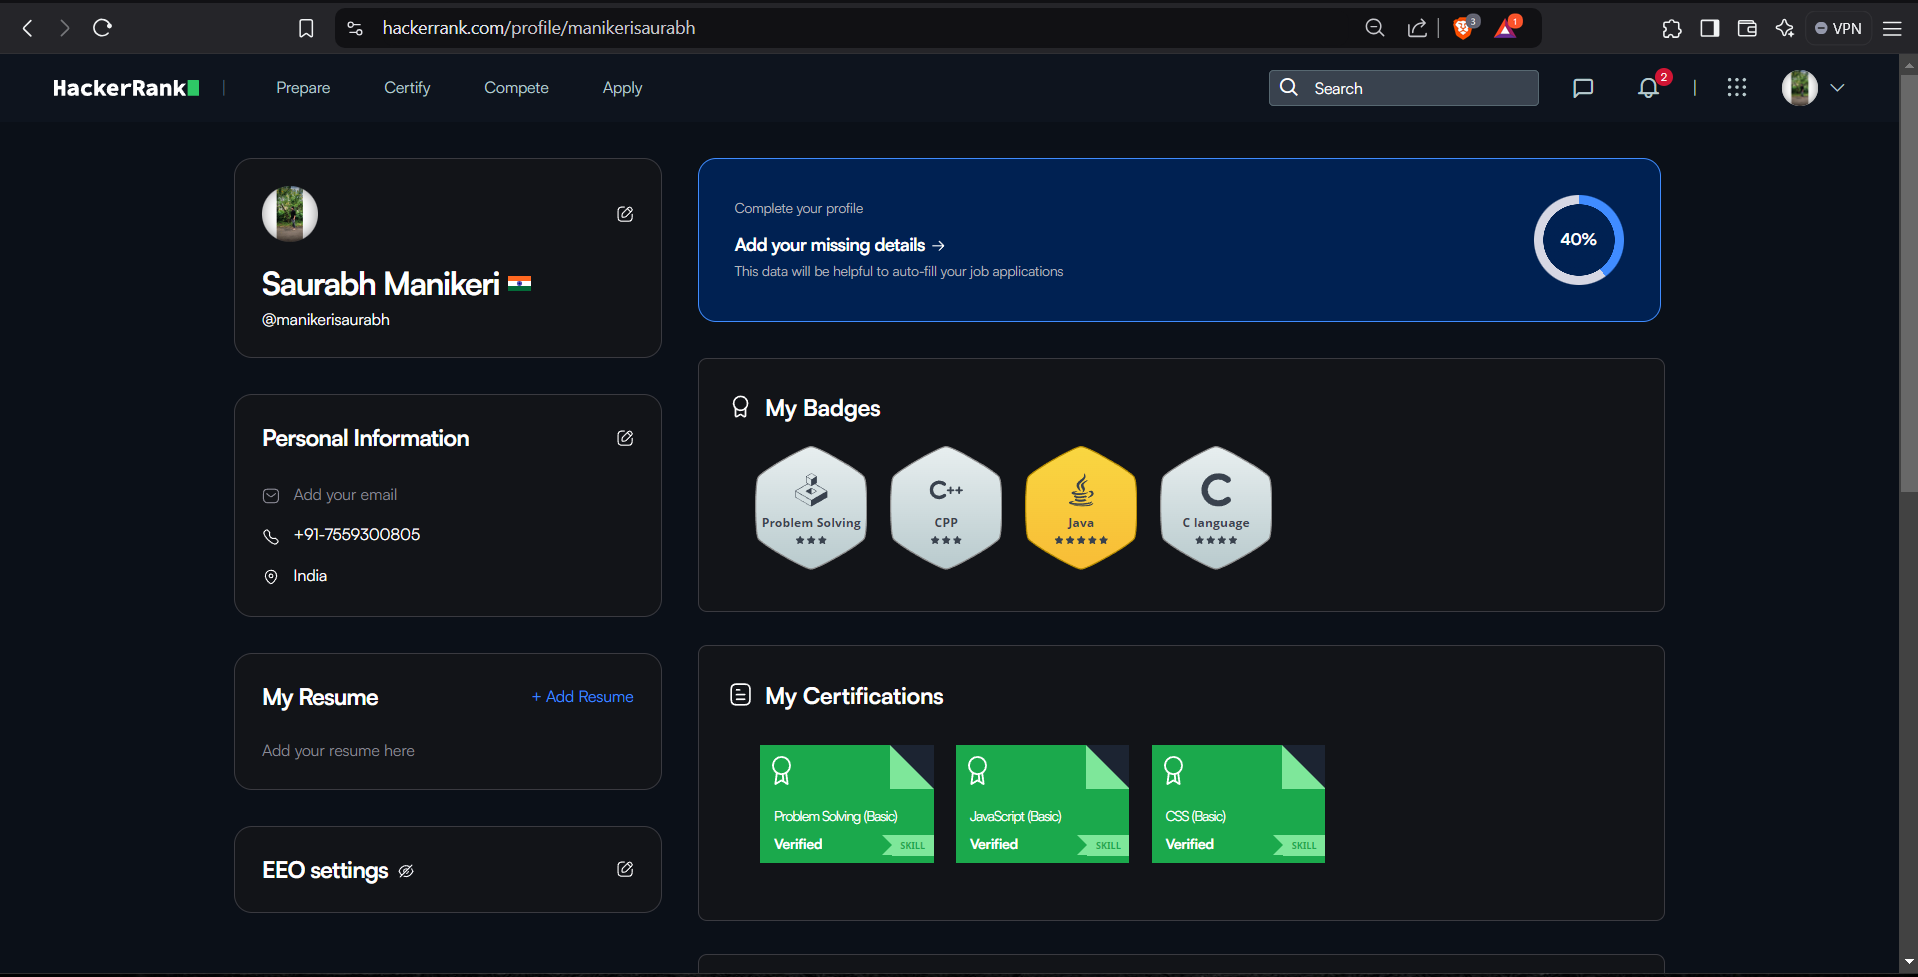 hackerrank.com/profile/manikerisaurabh
3
1
VPN
HackerRank
Prepare
Certify
Compete
Apply
Search
2
Saurabh Manikeri
@manikerisaurabh
Personal Information
Add your email
+91-7559300805
India
My Resume
+ Add Resume
Add your resume here
EEO settings
Complete your profile
Add your missing details →
This data will be helpful to auto-fill your job applications
40%
My Badges
Problem Solving
C++
CPP
Java
C
C language
My Certifications
Problem Solving (Basic)
Verified
SKILL
JavaScript (Basic)
Verified
SKILL
CSS (Basic)
Verified
SKILL